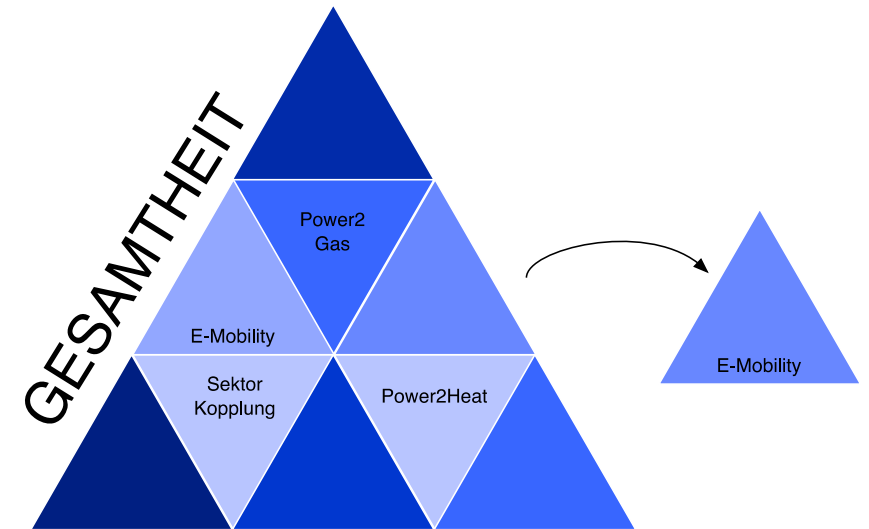 GESAMTHEIT
Power2
Gas
E-Mobility
Sektor
Kopplung
Power2Heat
E-Mobility